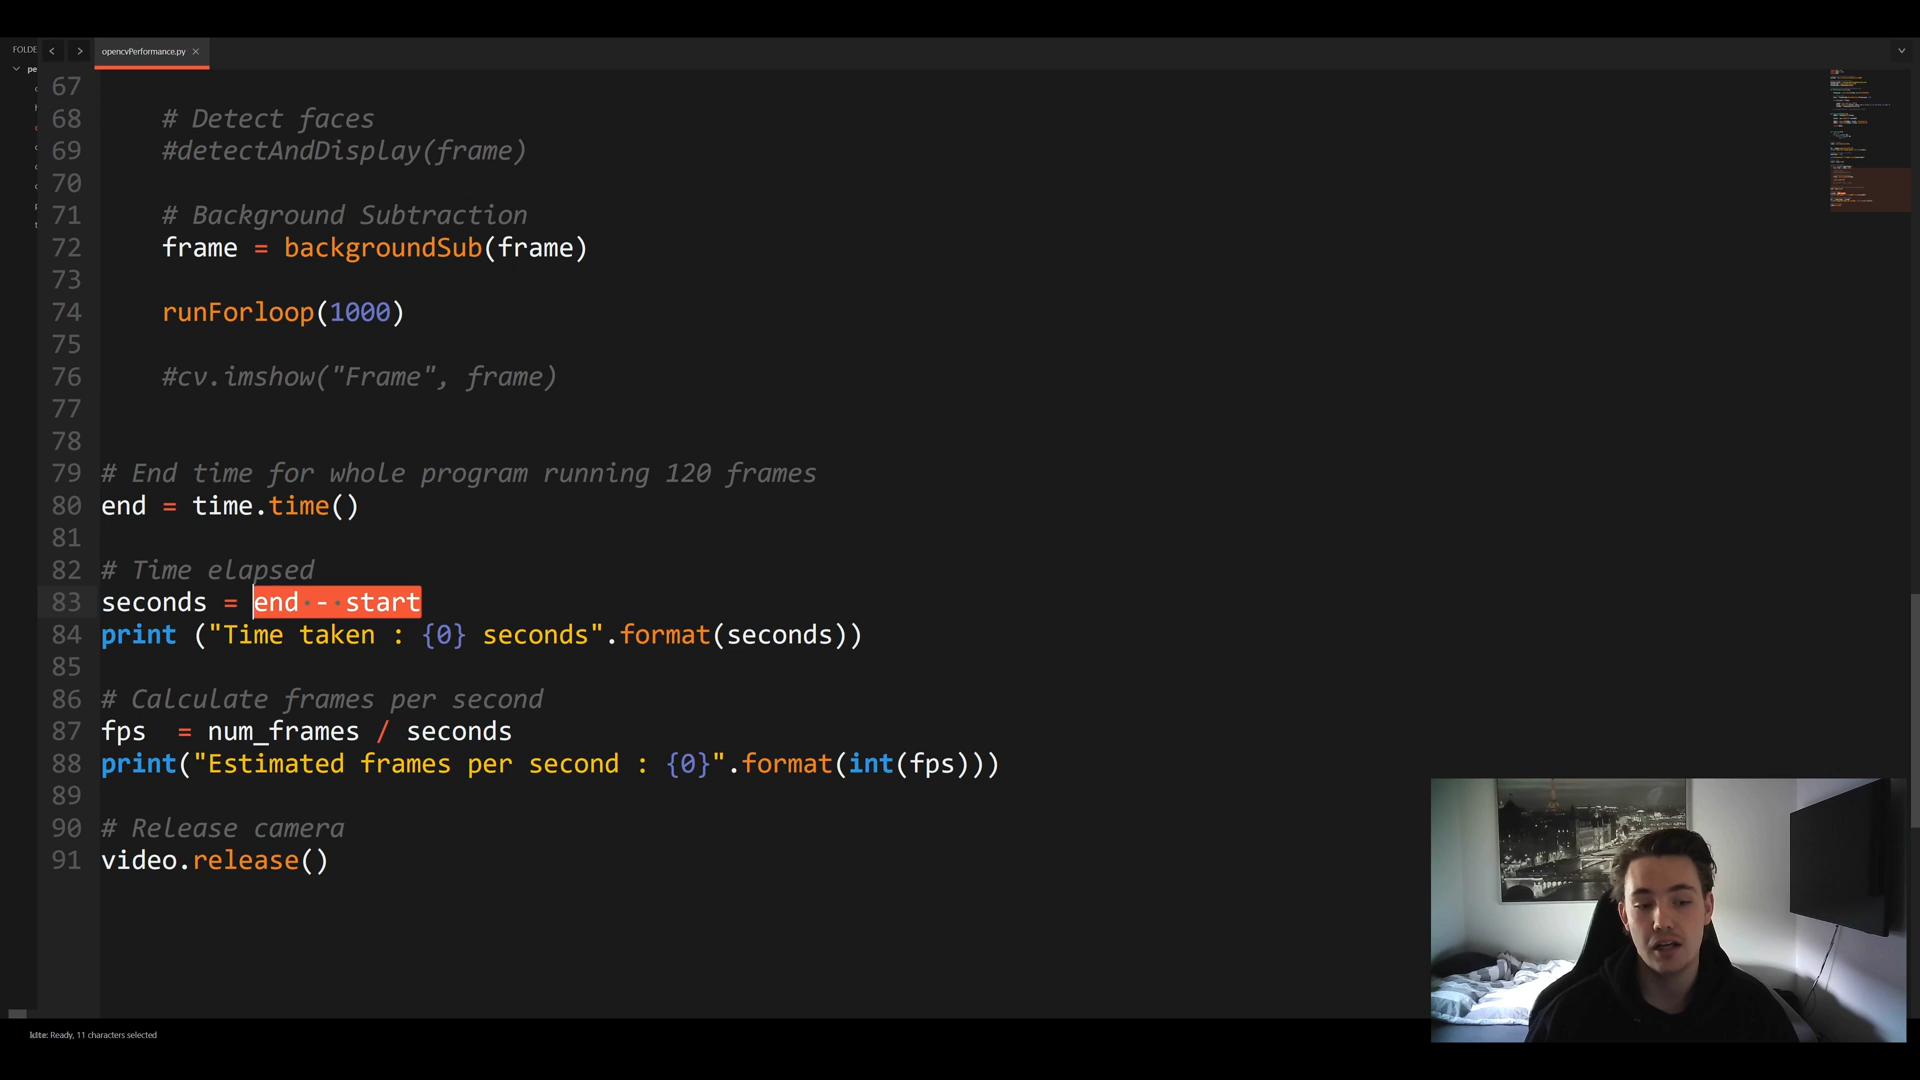 FOLDE
opencvPerformance.py
pe
67
68 # Detect faces
69 #detectAndDisplay(frame)
70
71 # Background Subtraction
72 frame = backgroundSub(frame)
73
74 runForloop(1000)
75
76 #cv.imshow("Frame", frame)
77
78
79 # End time for whole program running 120 frames
80 end = time.time()
81
82 # Time elapsed
83 seconds = end - start
84 print ("Time taken : {0} seconds".format(seconds))
85
86 # Calculate frames per second
87 fps  = num_frames / seconds
88 print("Estimated frames per second : {0}".format(int(fps)))
89
90 # Release camera
91 video.release()
kite: Ready, 11 characters selected